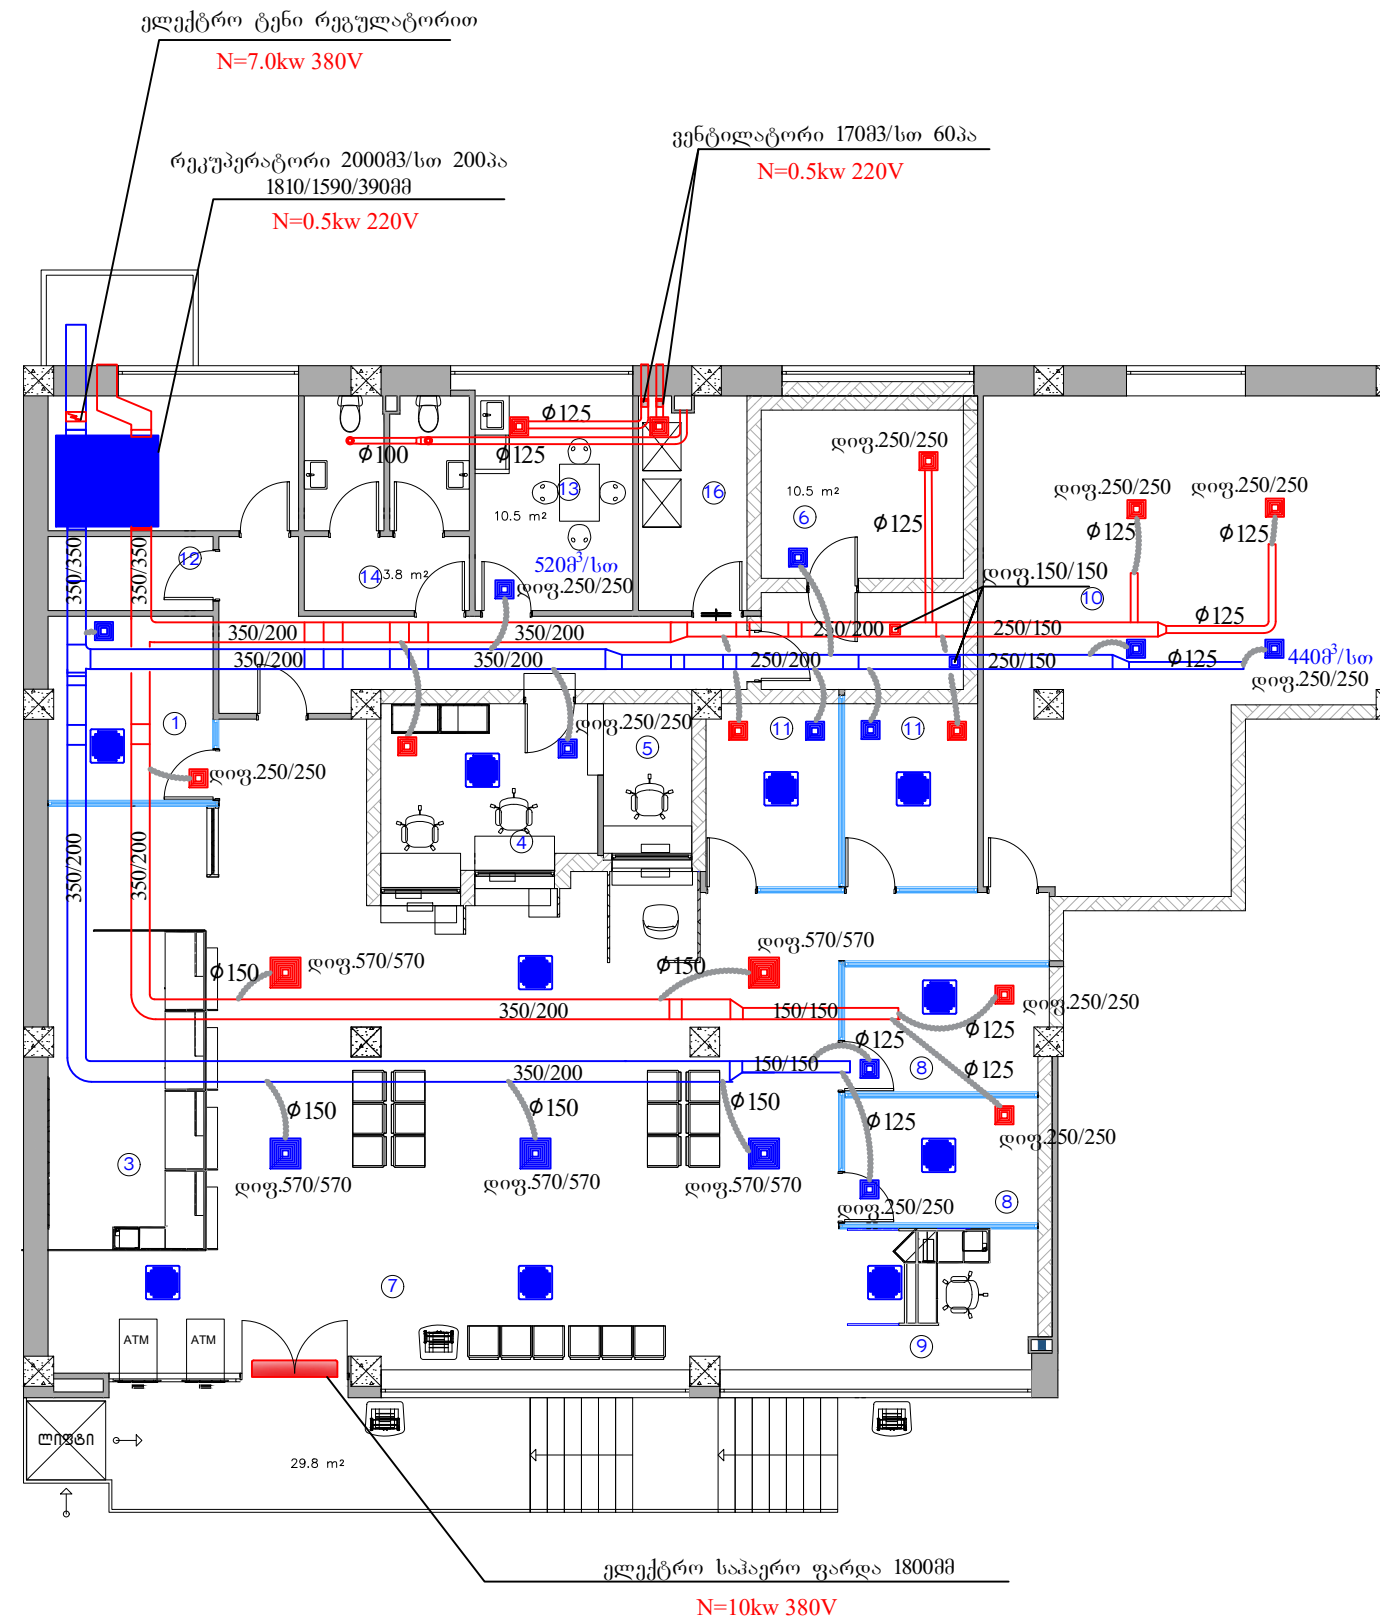 ელექტრო ტენი რეგულატორით
N=7.0kw 380V
ვენტილატორი 170მ3/სთ 60პა
N=0.5kw 220V
რეკუპერატორი 2000მ3/სთ 200პა
1810/1590/390მმ
N=0.5kw 220V
ϕ125
ϕ100
ϕ125
დიფ.250/250
დიფ.250/250
დიფ.250/250
13
16
10.5 m²
10.5 m²
6
ϕ125
ϕ125
ϕ125
350/350
350/350
12
14
3.8 m²
520მ³/სთ
დიფ.250/250
დიფ.150/150
10
350/200
350/200
250/200
250/150
ϕ125
350/200
350/200
250/200
250/150
ϕ125
440მ³/სთ
დიფ.250/250
1
დიფ.250/250
5
11
11
დიფ.250/250
350/200
350/200
4
ϕ150
დიფ.570/570
ϕ150
დიფ.570/570
350/200
150/150
დიფ.250/250
ϕ125
ϕ125
350/200
150/150
8
ϕ150
ϕ150
ϕ150
ϕ125
3
დიფ.570/570
დიფ.570/570
დიფ.570/570
დიფ.250/250
დიფ.250/250
8
7
9
ATM
ATM
ლიფტი
29.8 m²
ელექტრო საჰაერო ფარდა 1800მმ
N=10kw 380V